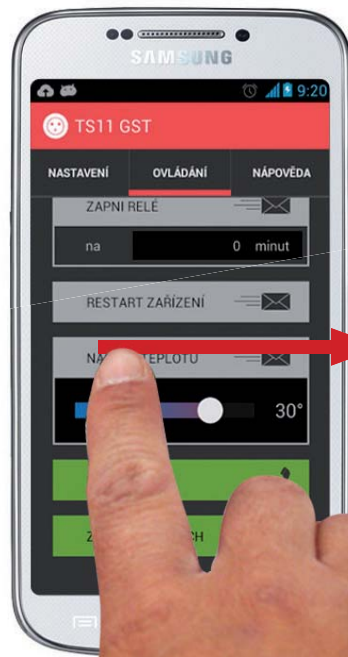 SAMSUNG
9:20
TS11 GST
NASTAVENÍ OVLÁDÁNÍ NÁPOVĚDA
ZAPNI RELÉ
na 0 minut
RESTART ZAŘÍZENÍ
30°